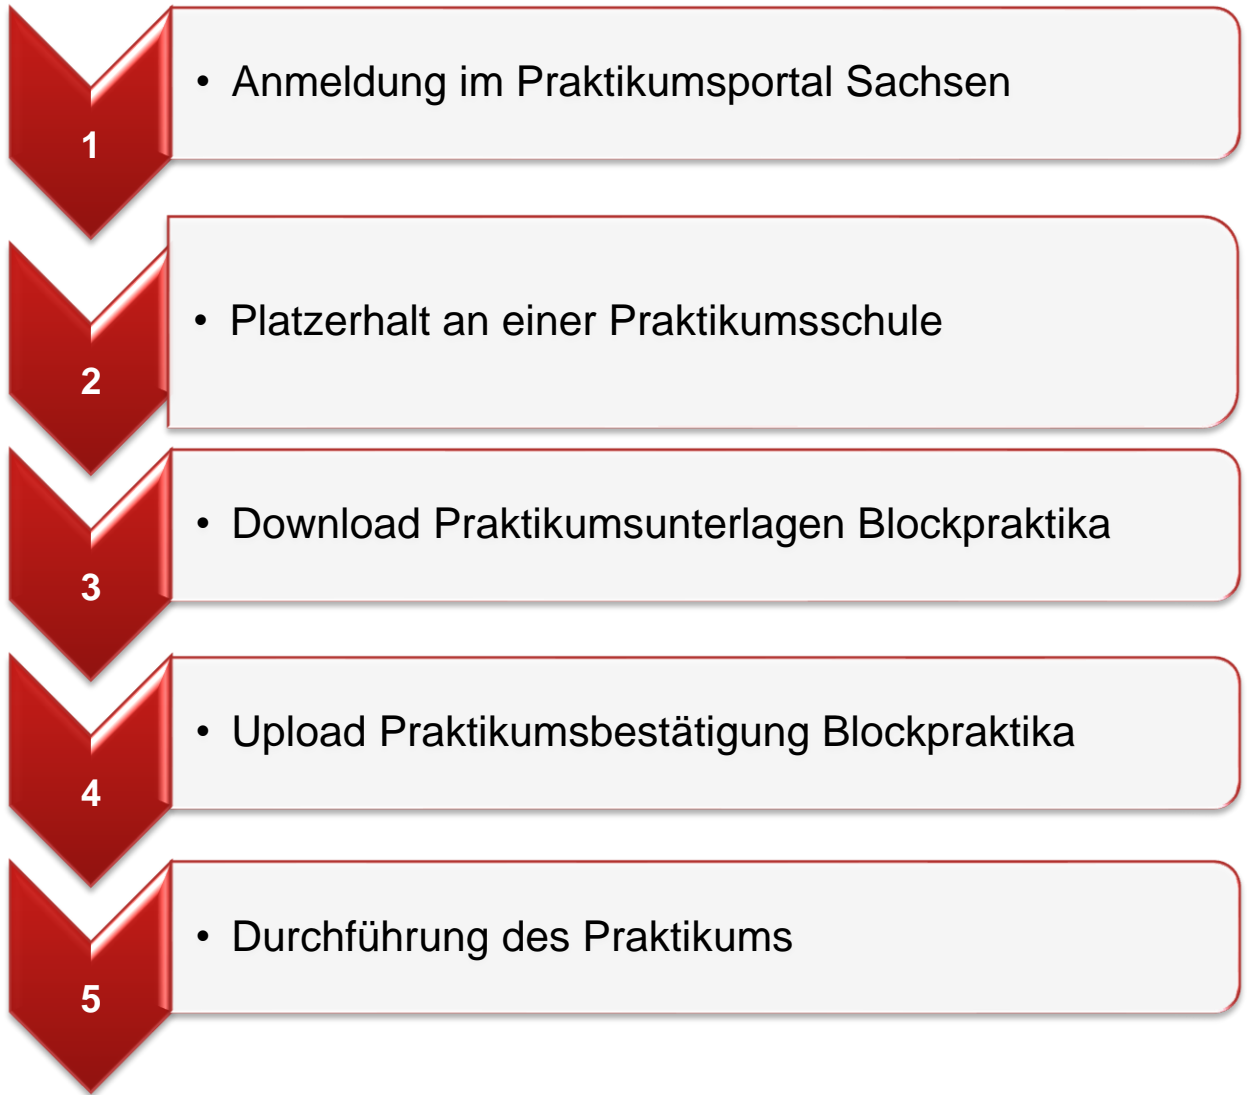 1
• Anmeldung im Praktikumsportal Sachsen
2
• Platzerhalt an einer Praktikumsschule
3
• Download Praktikumsunterlagen Blockpraktika
4
• Upload Praktikumsbestätigung Blockpraktika
5
• Durchführung des Praktikums